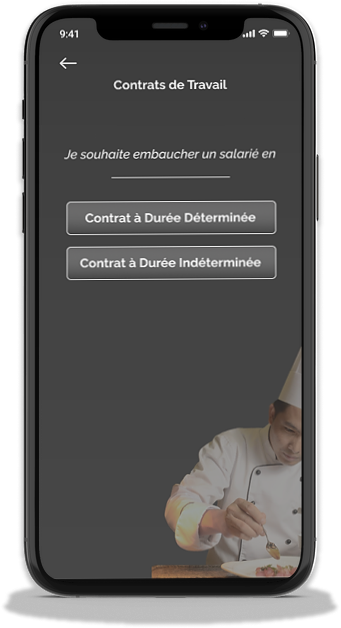 9:41
Contrats de Travail
Je souhaite embaucher un salarié en
Contrat à Durée Déterminée
Contrat à Durée Indéterminée